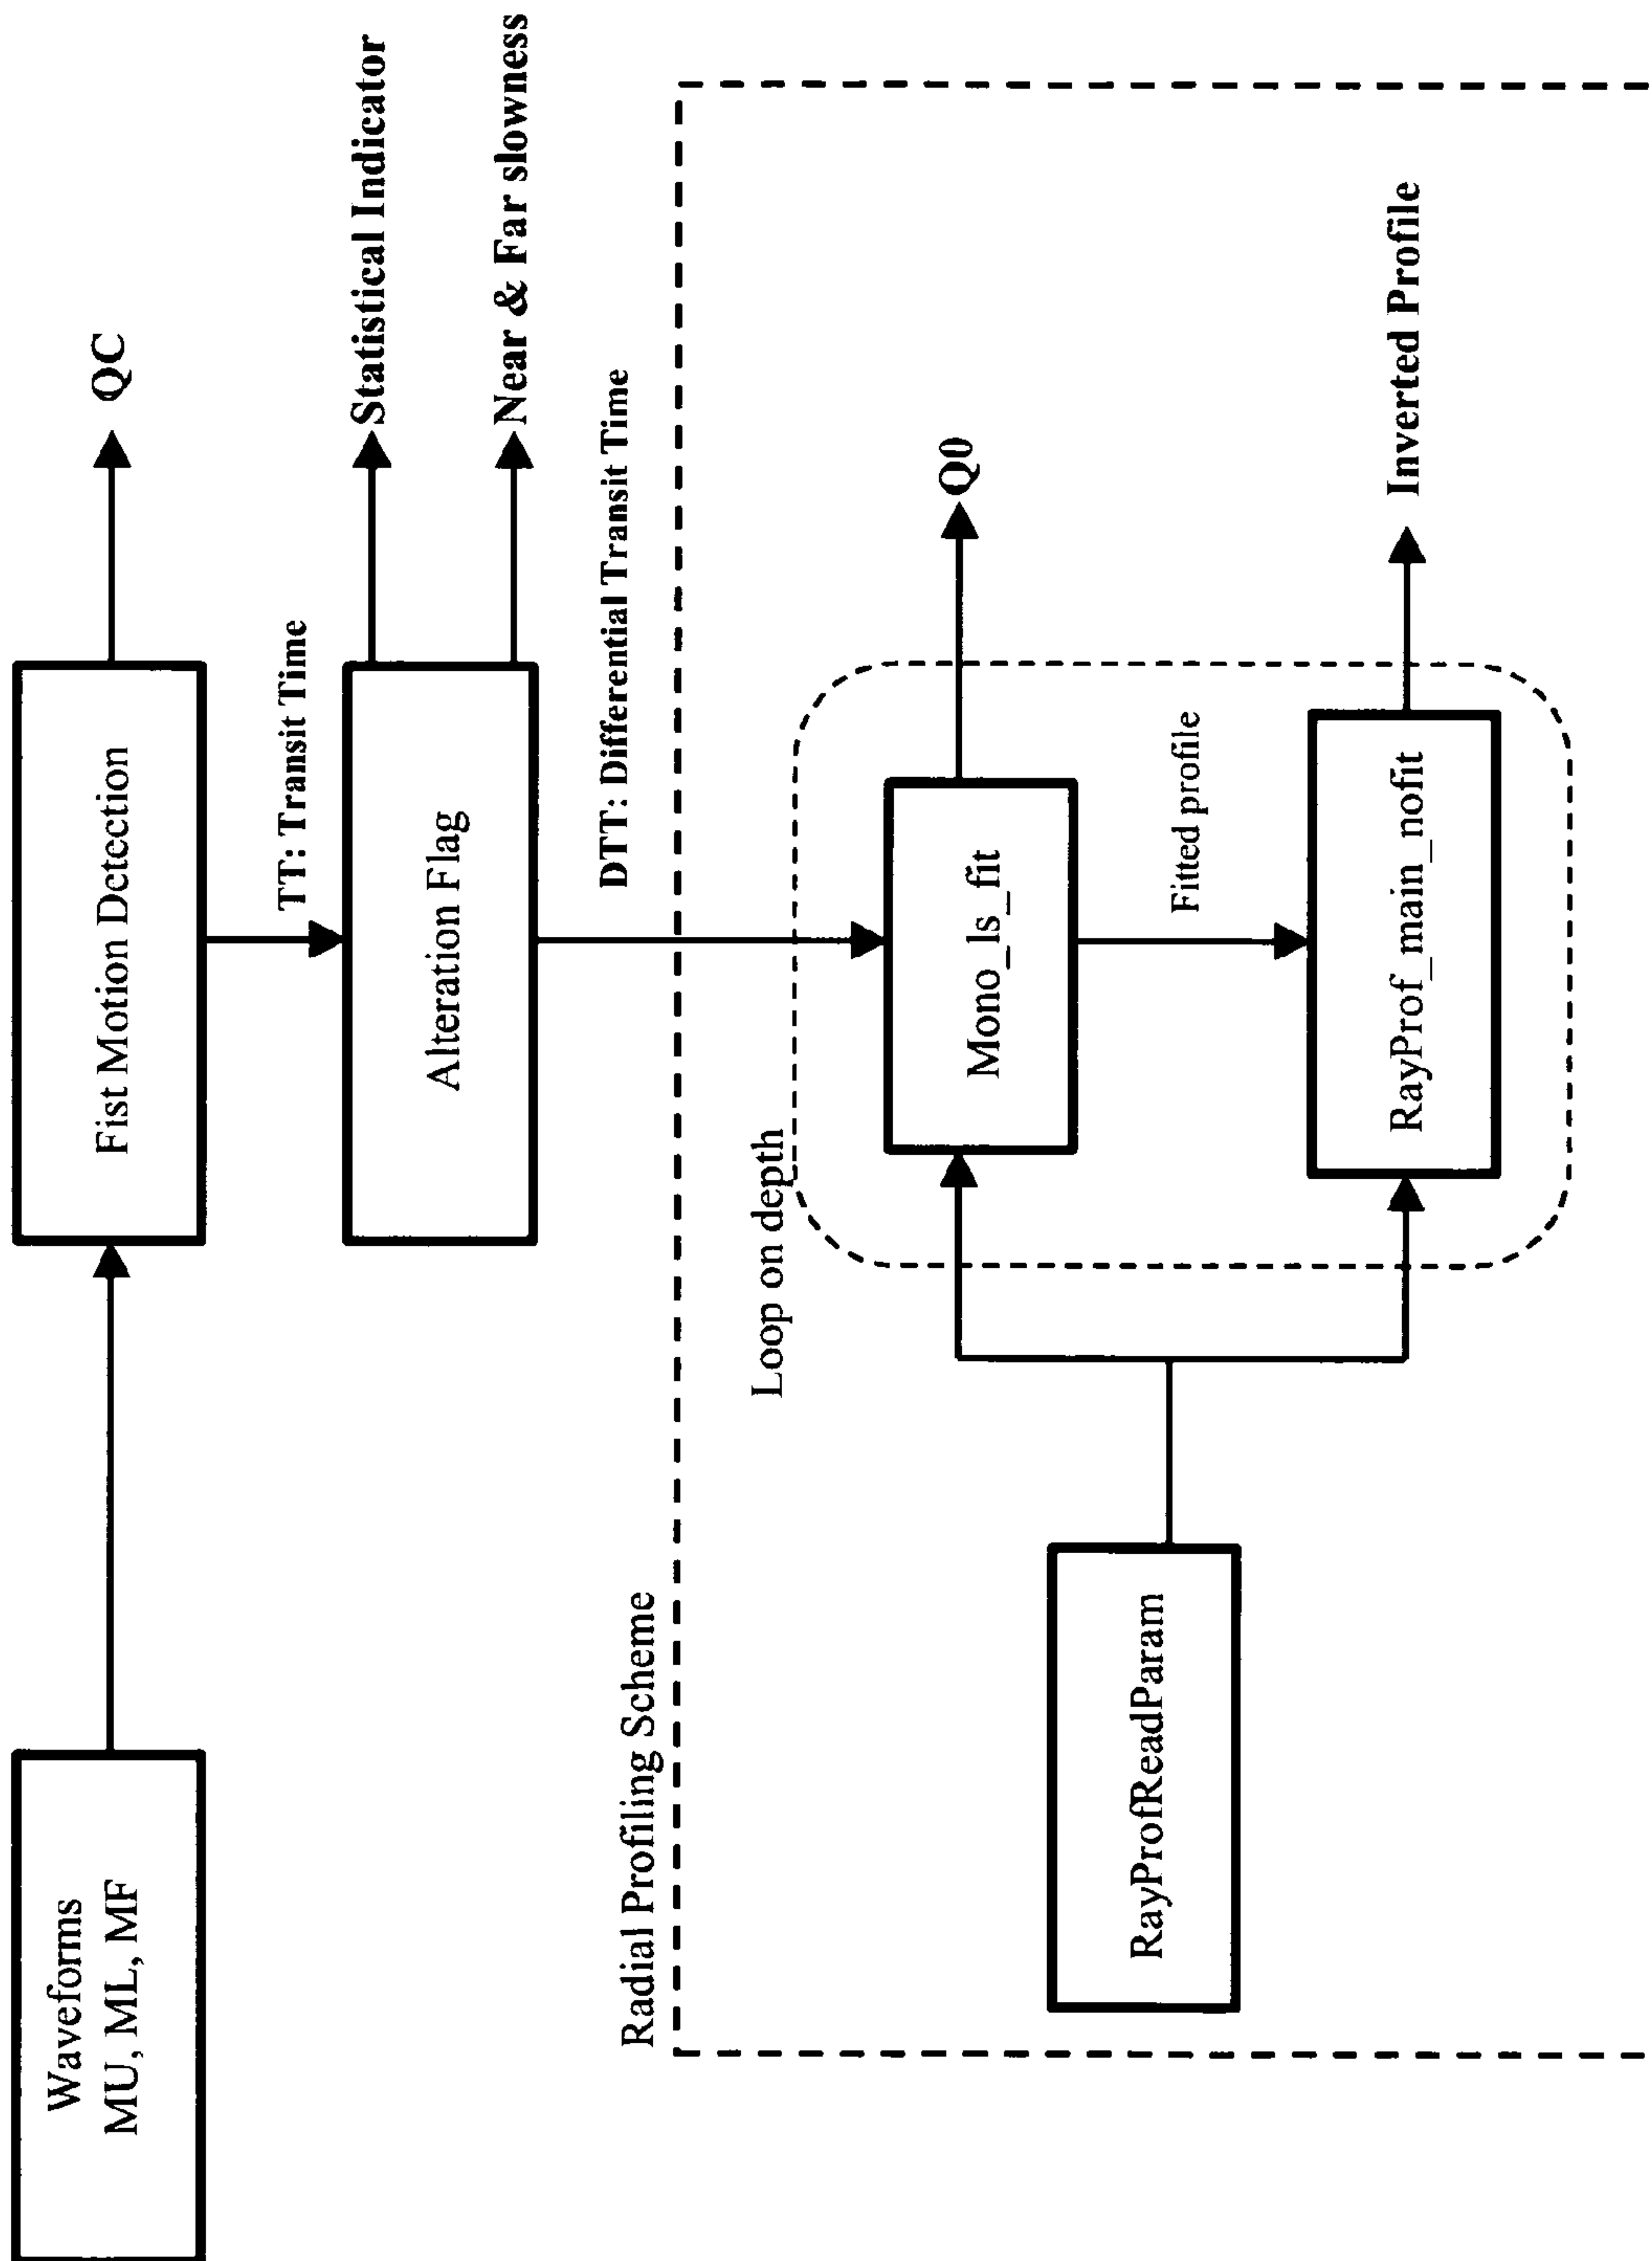 Waveforms
MU, ML, MF
Fist Motion Detection
QC
TT: Transit Time
Alteration Flag
Statistical Indicator
Near & Far slowness
DTT: Differential Transit Time
Radial Profiling Scheme
Loop on depth
Mono_ls_fit
Q0
Fitted profile
RayProfReadParam
RayProf_main_nofit
Inverted Profile